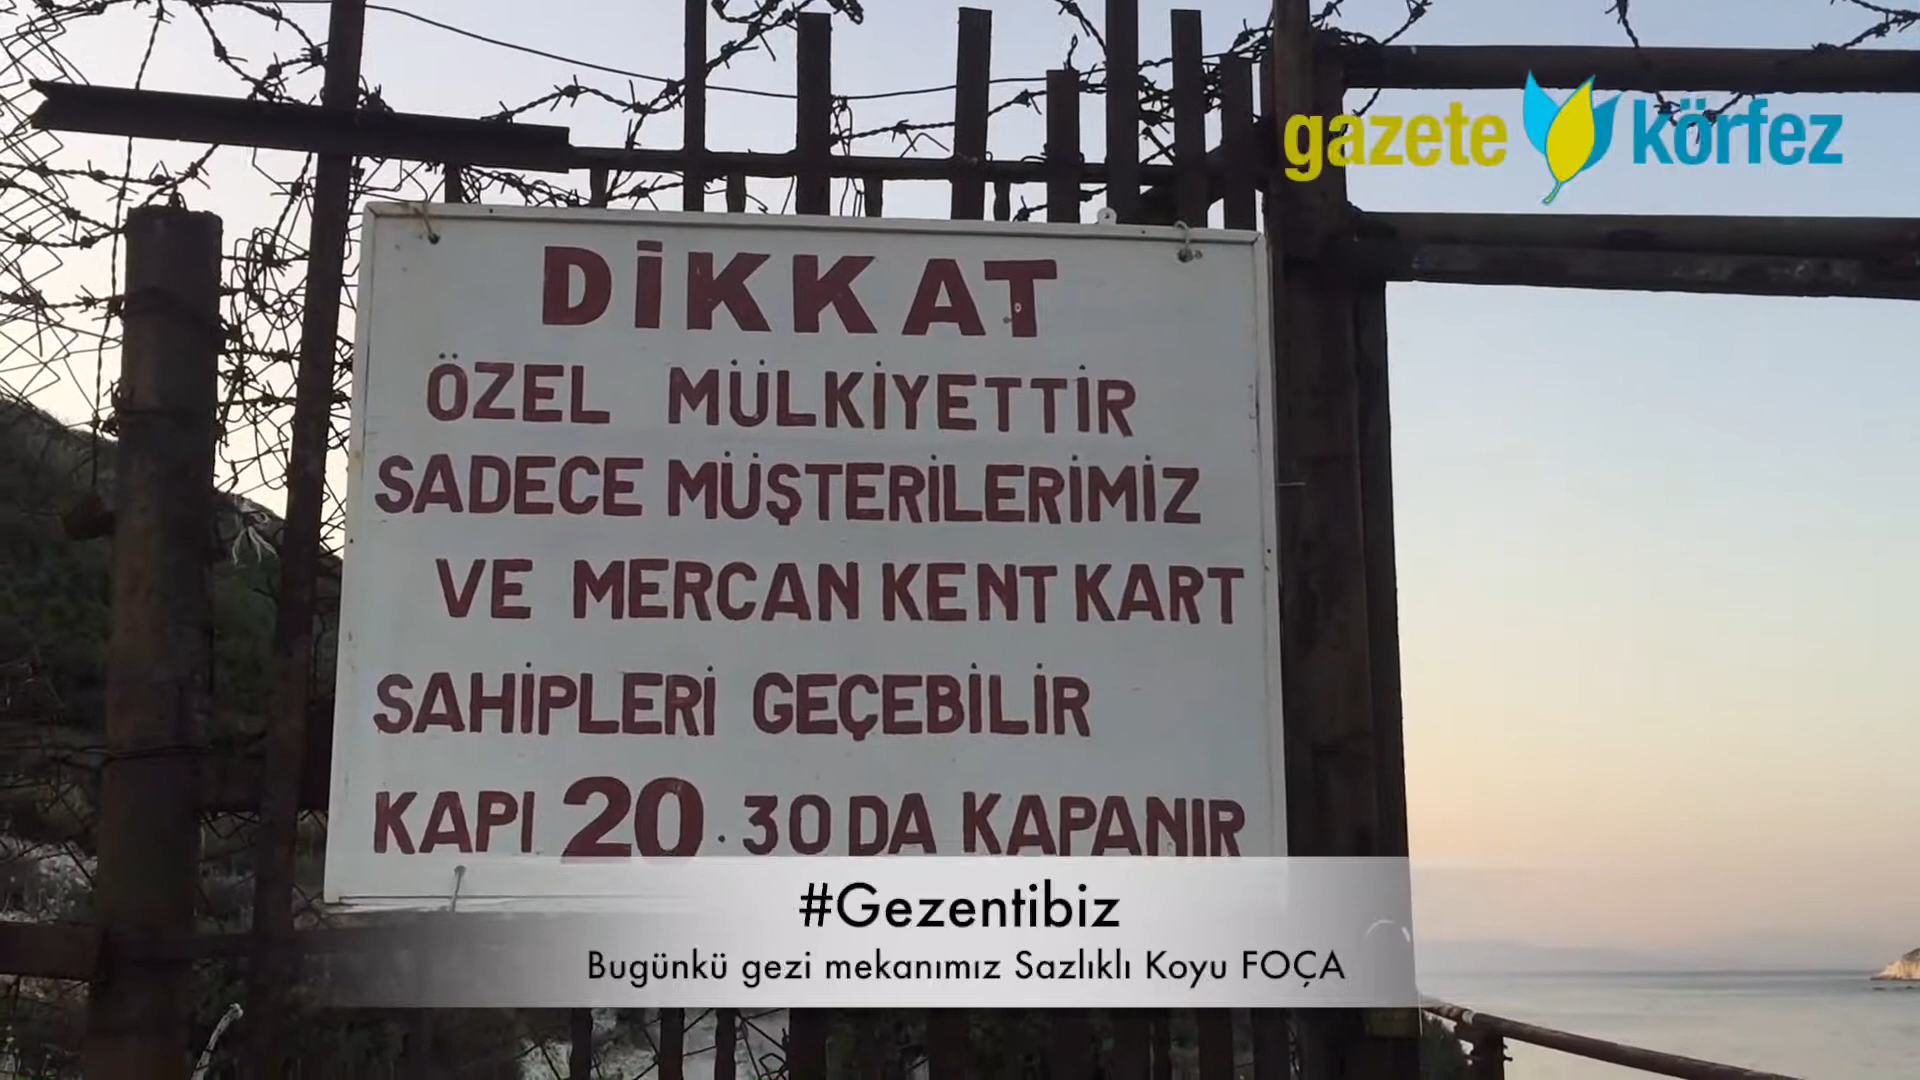 gazete körfez
DİKKAT
ÖZEL MÜLKİYETTİR
SADECE MÜŞTERİLERİMİZ
VE MERCAN KENT KART
SAHİPLERİ GEÇEBİLİR
KAPI 20.30 DA KAPANIR
#Gezentibiz
Bugünkü gezi mekanımız Sazlıklı Koyu FOÇA